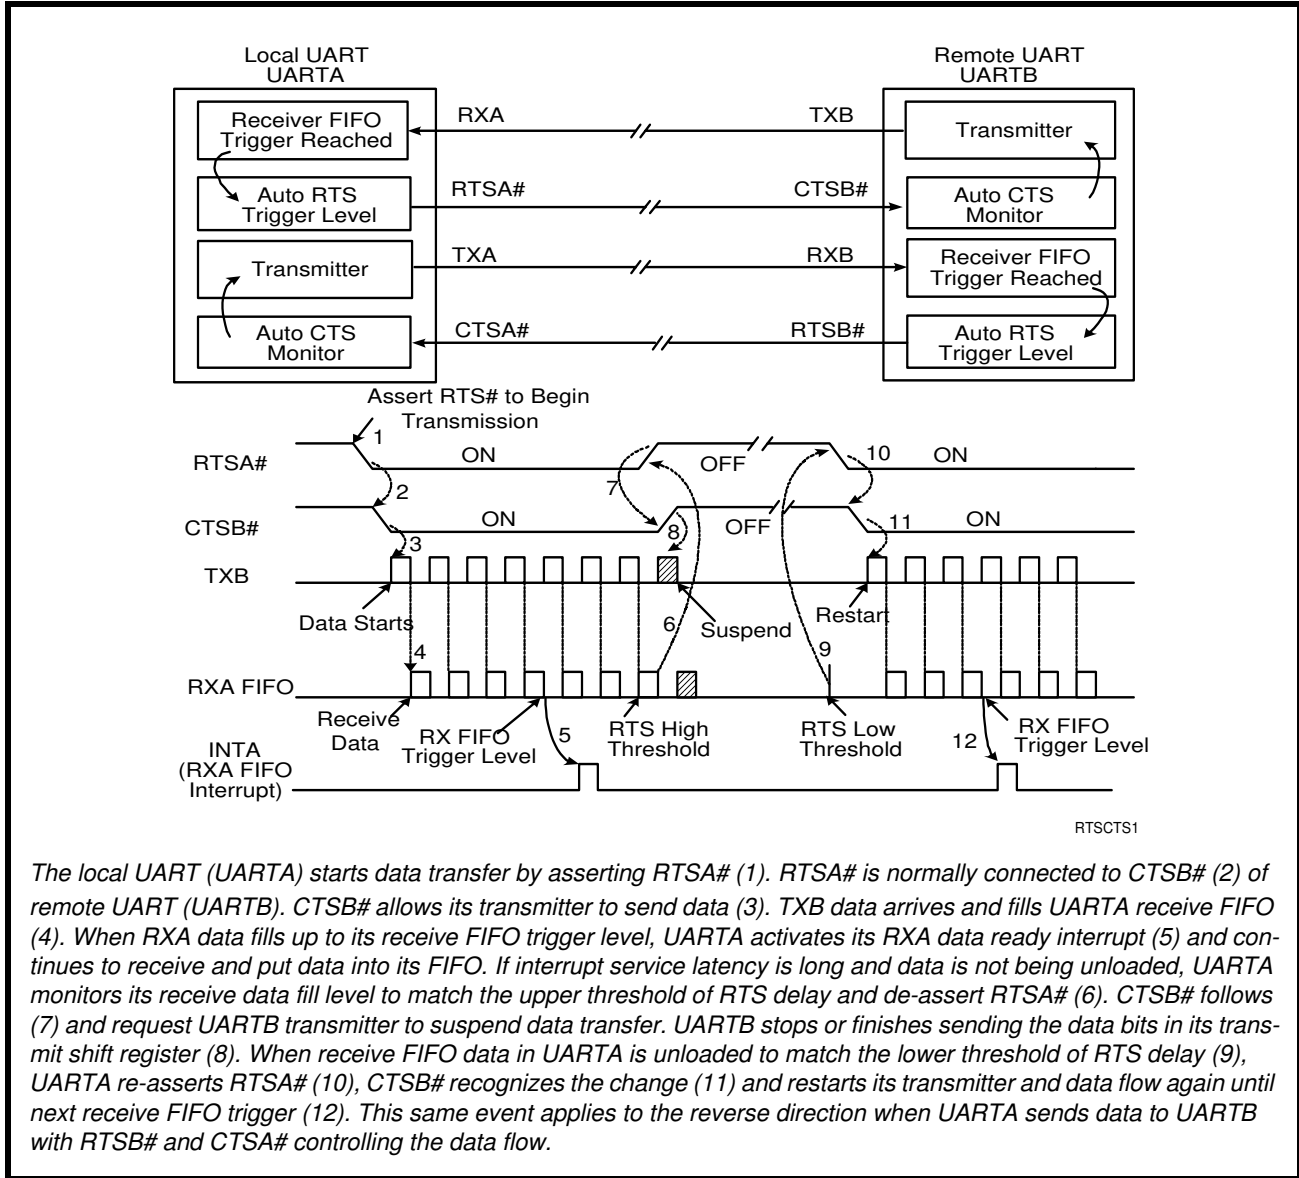 Local UART
UARTA
Remote UART
UARTB
Receiver FIFO
Trigger Reached
RXA
TXB
Transmitter
Auto RTS
Trigger Level
RTSA#
CTSB#
Auto CTS
Monitor
Transmitter
TXA
RXB
Receiver FIFO
Trigger Reached
Auto CTS
Monitor
CTSA#
RTSB#
Auto RTS
Trigger Level
Assert RTS# to Begin
Transmission
1
RTSA#
ON
OFF
10
ON
2
7
CTSB#
ON
OFF
11
ON
3
8
TXB
Data Starts
6
Suspend
Restart
4
9
RXA FIFO
Receive
Data
RX FIFO
Trigger Level
5
RTS High
Threshold
RTS Low
Threshold
12
RX FIFO
Trigger Level
INTA
(RXA FIFO
Interrupt)
RTSCTS1
The local UART (UARTA) starts data transfer by asserting RTSA# (1). RTSA# is normally connected to CTSB# (2) of
remote UART (UARTB). CTSB# allows its transmitter to send data (3). TXB data arrives and fills UARTA receive FIFO
(4). When RXA data fills up to its receive FIFO trigger level, UARTA activates its RXA data ready interrupt (5) and con-
tinues to receive and put data into its FIFO. If interrupt service latency is long and data is not being unloaded, UARTA
monitors its receive data fill level to match the upper threshold of RTS delay and de-assert RTSA# (6). CTSB# follows
(7) and request UARTB transmitter to suspend data transfer. UARTB stops or finishes sending the data bits in its trans-
mit shift register (8). When receive FIFO data in UARTA is unloaded to match the lower threshold of RTS delay (9),
UARTA re-asserts RTSA# (10), CTSB# recognizes the change (11) and restarts its transmitter and data flow again until
next receive FIFO trigger (12). This same event applies to the reverse direction when UARTA sends data to UARTB
with RTSB# and CTSA# controlling the data flow.